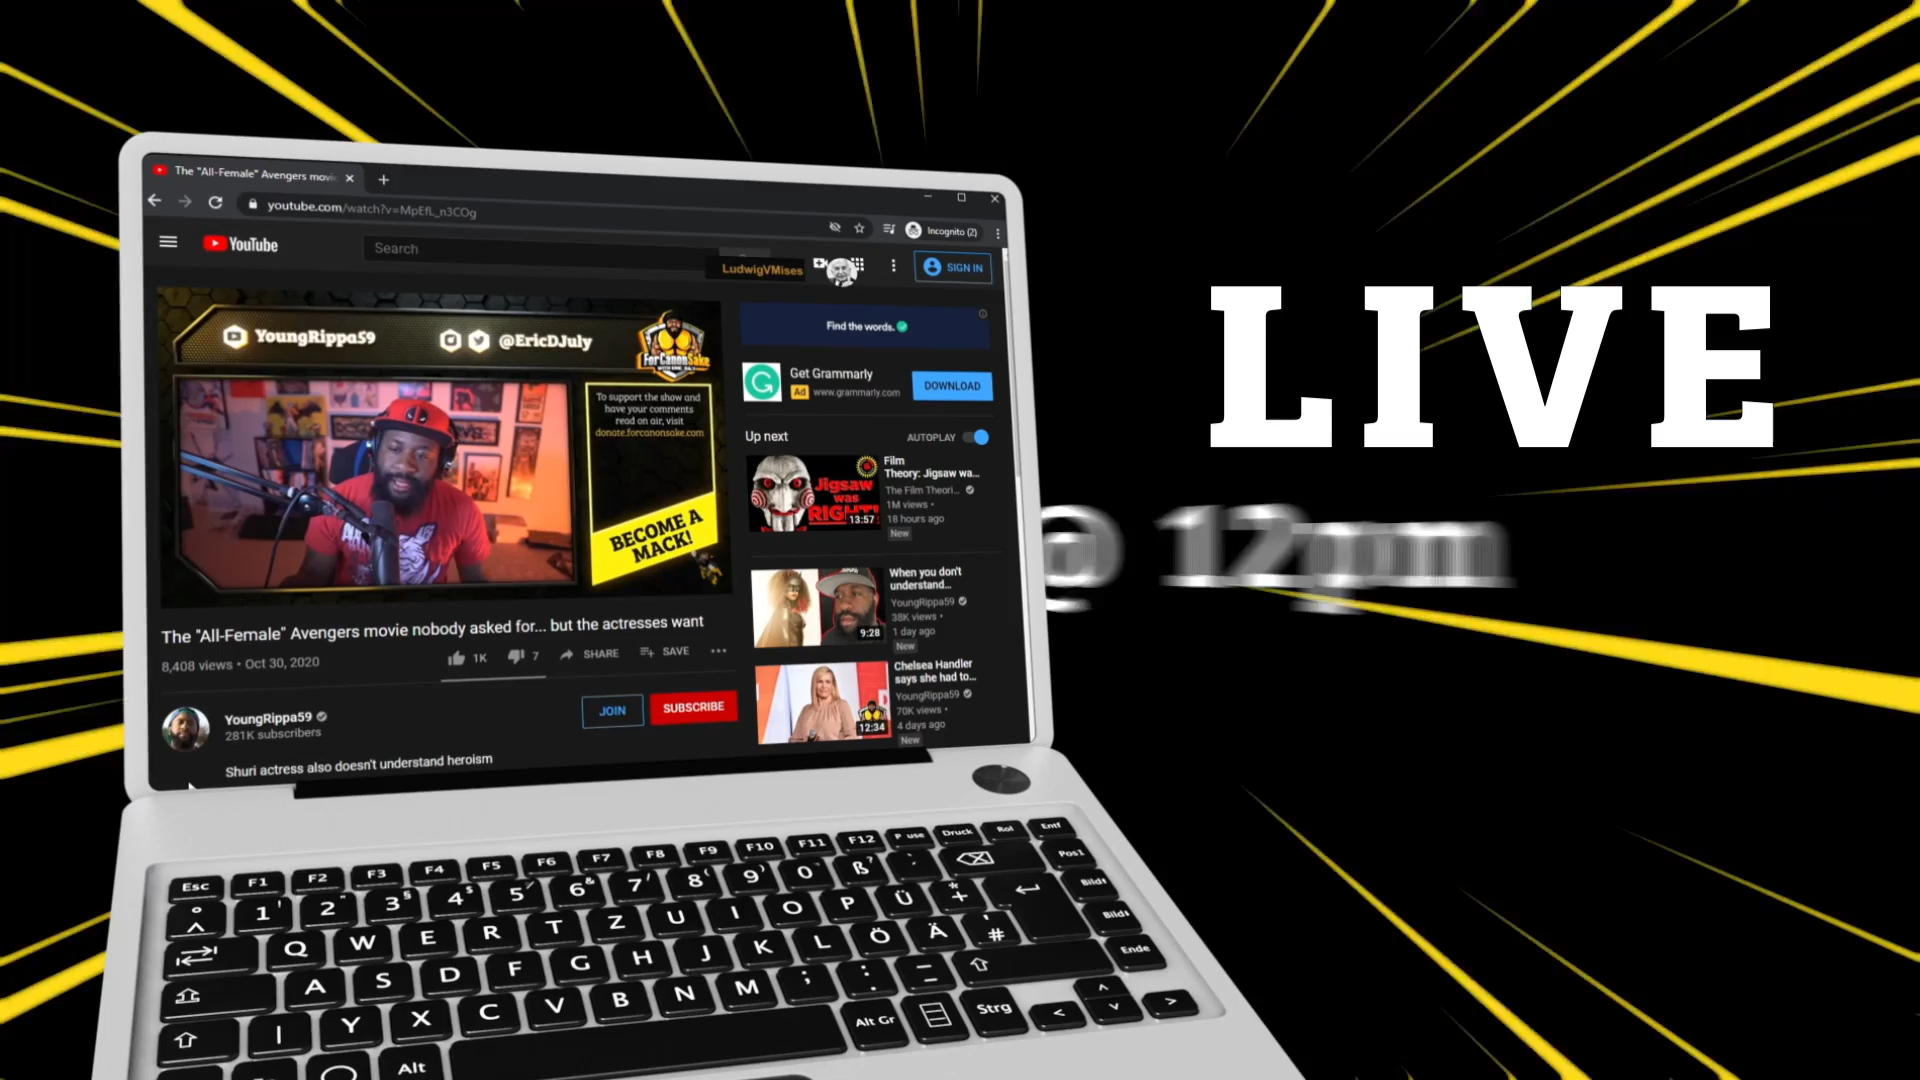 The "All-Female" Avengers movi
youtube.com/watch?v=MpEfL_n3COg
Incognito (2)
YouTube
Search
LudwigVMises
SIGN IN
YoungRippa59
@EricDJuly
ForCanonSake
To support the show and
have your comments
read on air, visit
donate.forcanonsake.com
BECOME A
MACK!
Find the words.
Get Grammarly
Ad www.grammarly.com
DOWNLOAD
Up next
AUTOPLAY
Jigsaw
was
RIGHT!
13:57
Film
Theory: Jigsaw wa...
The Film Theori...
1M views •
18 hours ago
New
9:28
When you don't
understand...
YoungRippa59
38K views •
1 day ago
New
12:34
Chelsea Handler
says she had to...
YoungRippa59
70K views •
4 days ago
New
The "All-Female" Avengers movie nobody asked for... but the actresses want
8,408 views • Oct 30, 2020
1K
7
SHARE
SAVE
YoungRippa59
281K subscribers
JOIN
SUBSCRIBE
Shuri actress also doesn't understand heroism
LIVE
@ 12pm
Esc F1 F2 F3 F4 F5 F6 F7 F8 F9 F10 F11 F12 Druck Rol Entf
1 2 3 4 5 6 7 8 9 0 ß Pos1
Q W E R T Z U I O P Ü + Bild
A S D F G H J K L Ö Ä # Bild
Y X C V B N M ; : _ Ende
Alt Alt Gr Strg